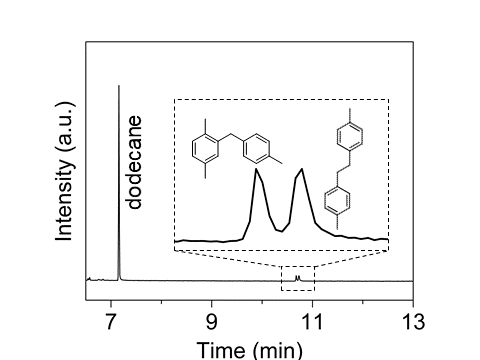 Intensity (a.u.)
dodecane
7 9 11 13
Time (min)